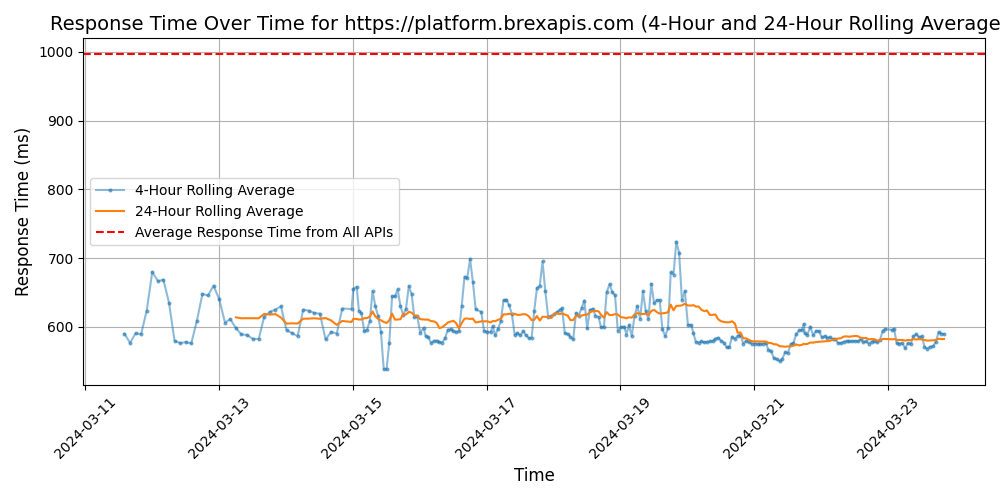 Response Time Over Time for https://platform.brexapis.com (4-Hour and 24-Hour Rolling Average
Response Time (ms)
1000
900
800
700
600
4-Hour Rolling Average
24-Hour Rolling Average
Average Response Time from All APIs
2024-03-11
2024-03-13
2024-03-15
2024-03-17
2024-03-19
2024-03-21
2024-03-23
Time